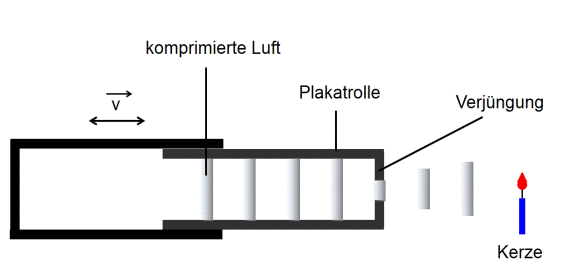 komprimierte Luft
Plakatrolle
Verjüngung
v
Kerze